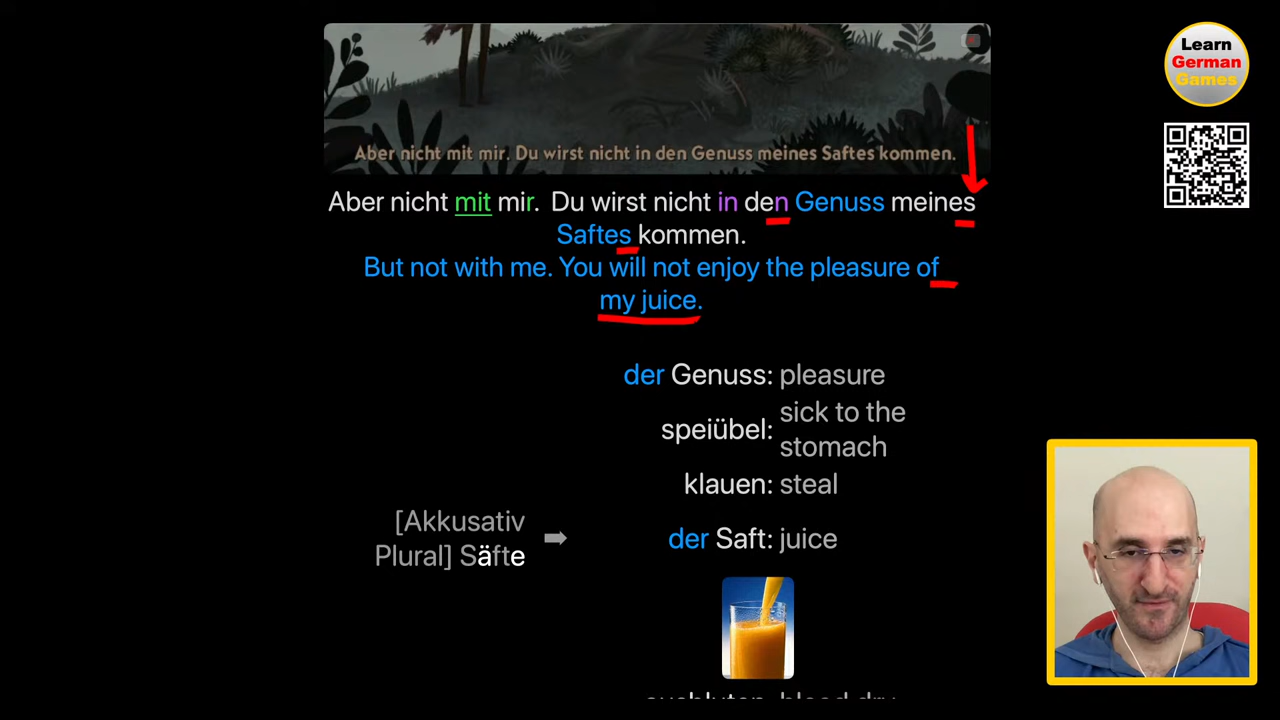 Learn
German
Games
Aber nicht mit mir. Du wirst nicht in den Genuss meines Saftes kommen.
Aber nicht mit mir. Du wirst nicht in den Genuss meines
Saftes kommen.
But not with me. You will not enjoy the pleasure of
my juice.
der Genuss: pleasure
speiübel: sick to the
stomach
klauen: steal
[Akkusativ
Plural] Säfte ➡ der Saft: juice